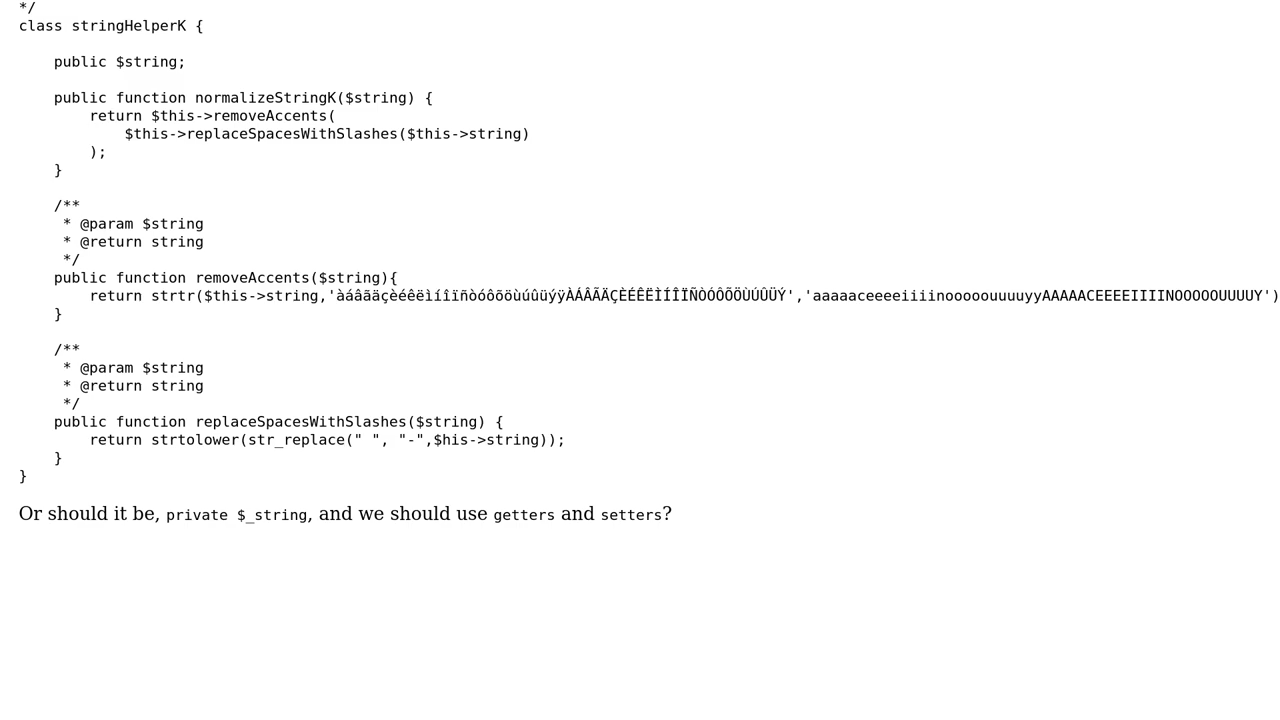 */
class stringHelperK {
public $string;
public function normalizeStringK($string) {
return $this->removeAccents(
$this->replaceSpacesWithSlashes($this->string)
);
}
/**
* @param $string
* @return string
*/
public function removeAccents($string){
return strtr($this->string,'àáâãäçèéêëìíîïñòóôõöùúûüýÿÀÁÂÃÄÇÈÉÊËÌÍÎÏÑÒÓÔÕÖÙÚÛÜÝ','aaaaaceeeeiiiinooooouuuuyyAAAAACEEEEIIIINOOOOOUUUUY')
}
/**
* @param $string
* @return string
*/
public function replaceSpacesWithSlashes($string) {
return strtolower(str_replace(" ", "-",$his->string));
}
}
Or should it be, private $_string, and we should use getters and setters?